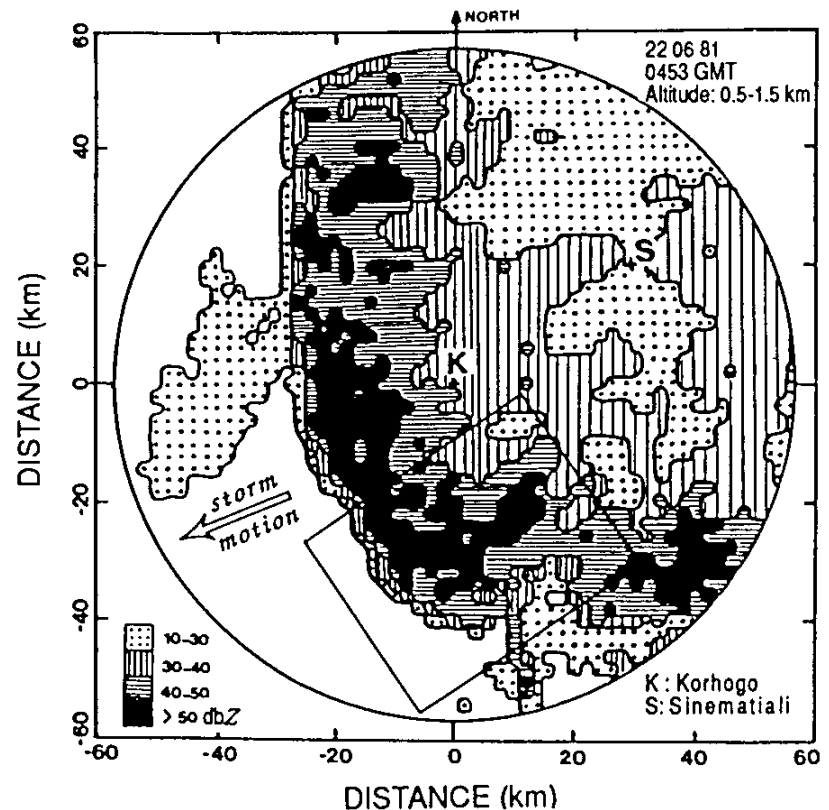 NORTH
22 06 81
0453 GMT
Altitude: 0.5-1.5 km
60
40
20
0
-20
-40
-60
DISTANCE (km)
S
K
storm
motion
10-30
30-40
40-50
> 50 dbZ
K : Korhogo
S: Sinematiali
-60
-40
-20
0
20
40
60
DISTANCE (km)